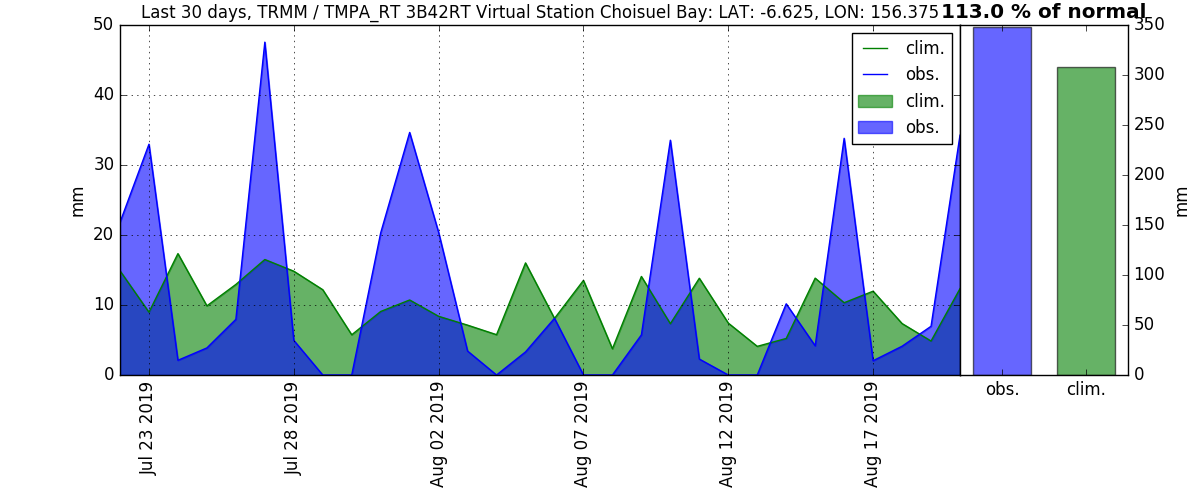 Last 30 days, TRMM / TMPA_RT 3B42RT Virtual Station Choisuel Bay: LAT: -6.625, LON: 156.375
113.0 % of normal
50
40
30
20
10
0
mm
clim.
obs.
clim.
obs.
350
300
250
200
150
100
50
0
mm
Jul 23 2019
Jul 28 2019
Aug 02 2019
Aug 07 2019
Aug 12 2019
Aug 17 2019
obs.
clim.